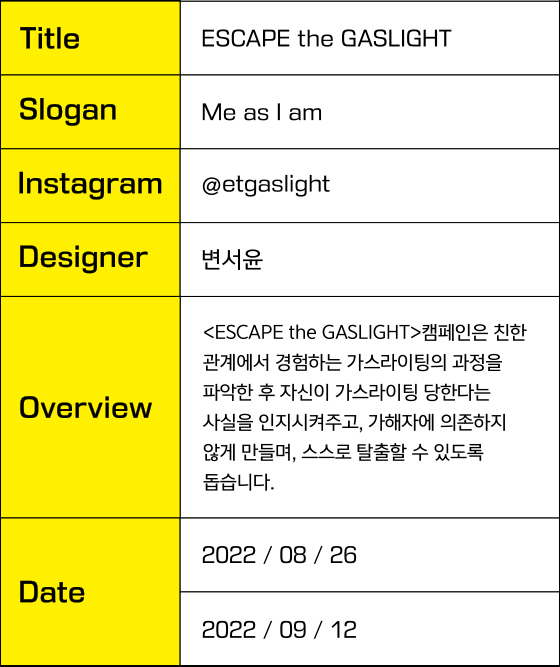 Title
ESCAPE the GASLIGHT
Slogan
Me as I am
Instagram
@etgaslight
Designer
변서윤
Overview
<ESCAPE the GASLIGHT>캠페인은 친한
관계에서 경험하는 가스라이팅의 과정을
파악한 후 자신이 가스라이팅 당한다는
사실을 인지시켜주고, 가해자에 의존하지
않게 만들며, 스스로 탈출할 수 있도록
돕습니다.
Date
2022 / 08 / 26
2022 / 09 / 12